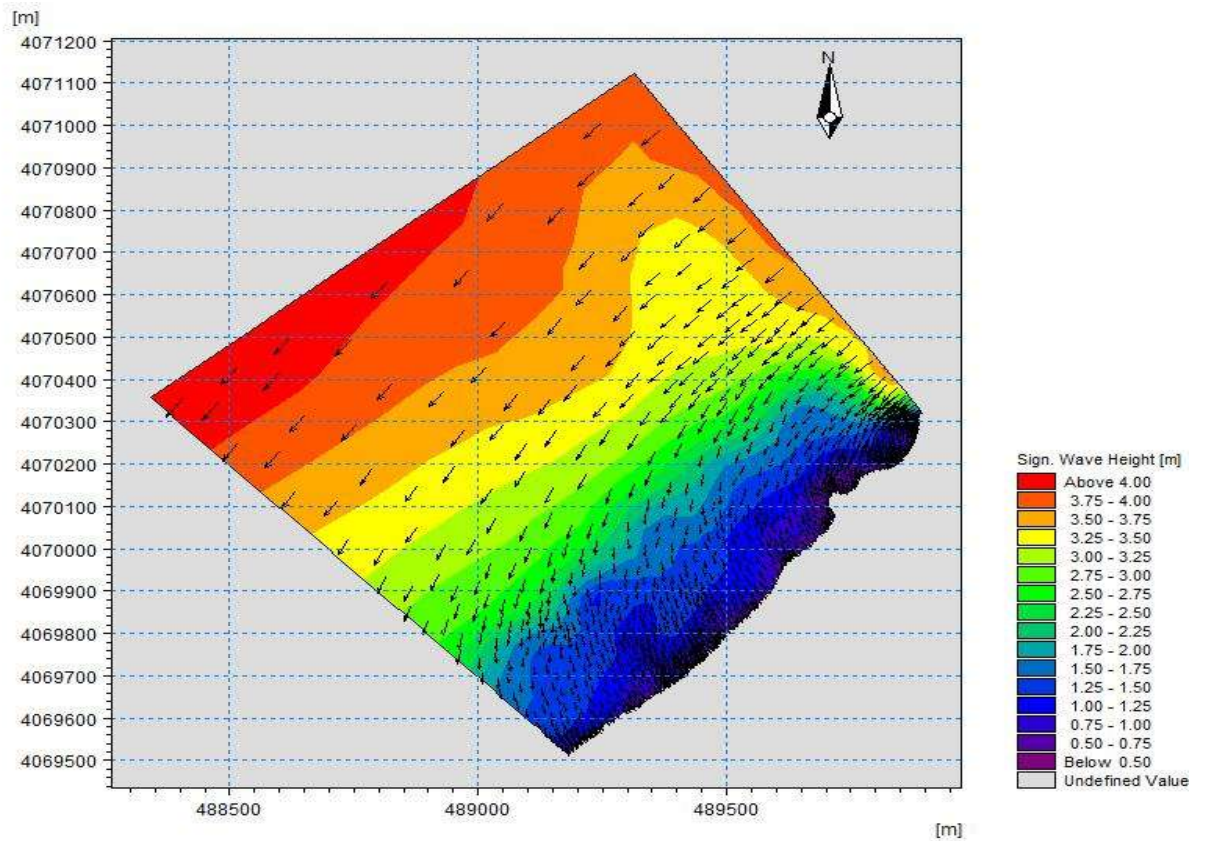 [m]
4071200
4071100
4071000
4070900
4070800
4070700
4070600
4070500
4070400
4070300
4070200
4070100
4070000
4069900
4069800
4069700
4069600
4069500
488500 489000 489500
[m]
N
Sign. Wave Height [m]
Above 4.00
3.75 - 4.00
3.50 - 3.75
3.25 - 3.50
3.00 - 3.25
2.75 - 3.00
2.50 - 2.75
2.25 - 2.50
2.00 - 2.25
1.75 - 2.00
1.50 - 1.75
1.25 - 1.50
1.00 - 1.25
0.75 - 1.00
0.50 - 0.75
Below 0.50
Undefined Value